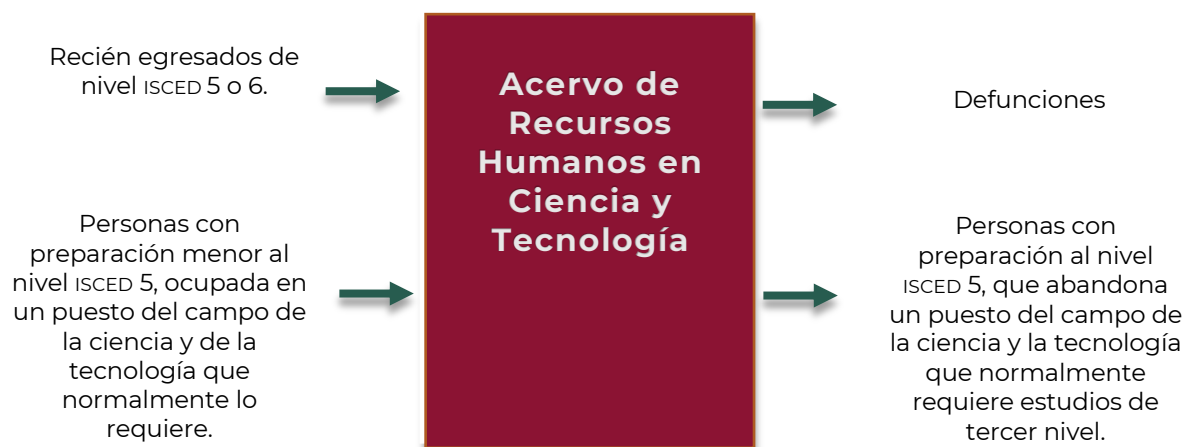 Recién egresados de
nivel ISCED 5 o 6.
Personas con
preparación menor al
nivel ISCED 5, ocupada en
un puesto del campo de
la ciencia y de la
tecnología que
normalmente lo
requiere.
Acervo de
Recursos
Humanos en
Ciencia y
Tecnología
Defunciones
Personas con
preparación al nivel
ISCED 5, que abandona
un puesto del campo de
la ciencia y la tecnología
que normalmente
requiere estudios de
tercer nivel.